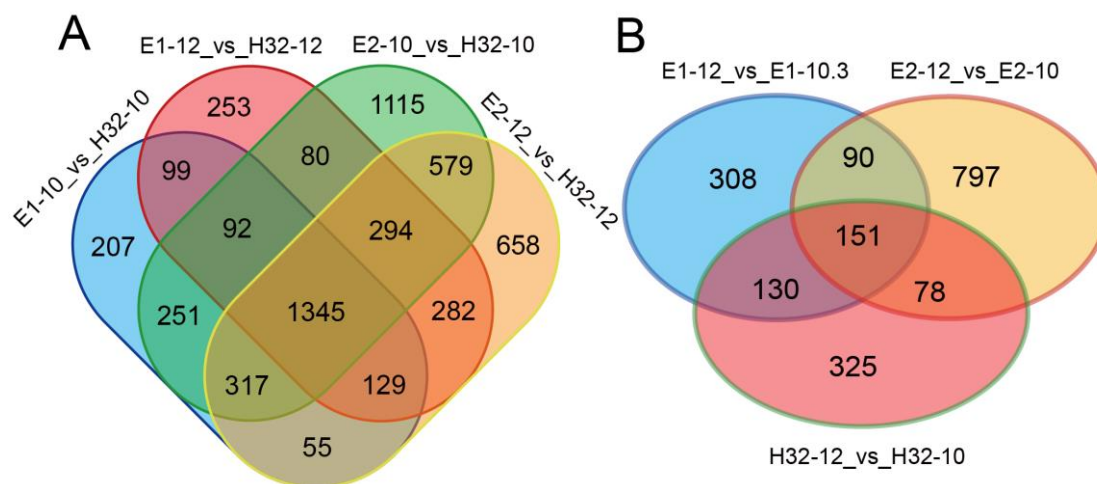 A
E1-12_vs_H32-12
E2-10_vs_H32-10
E1-10_vs_H32-10
E2-12_vs_H32-12
253
1115
99
80
579
207
92
294
658
251
1345
282
317
129
55
B
E1-12_vs_E1-10.3
E2-12_vs_E2-10
308
90
797
151
130
78
325
H32-12_vs_H32-10